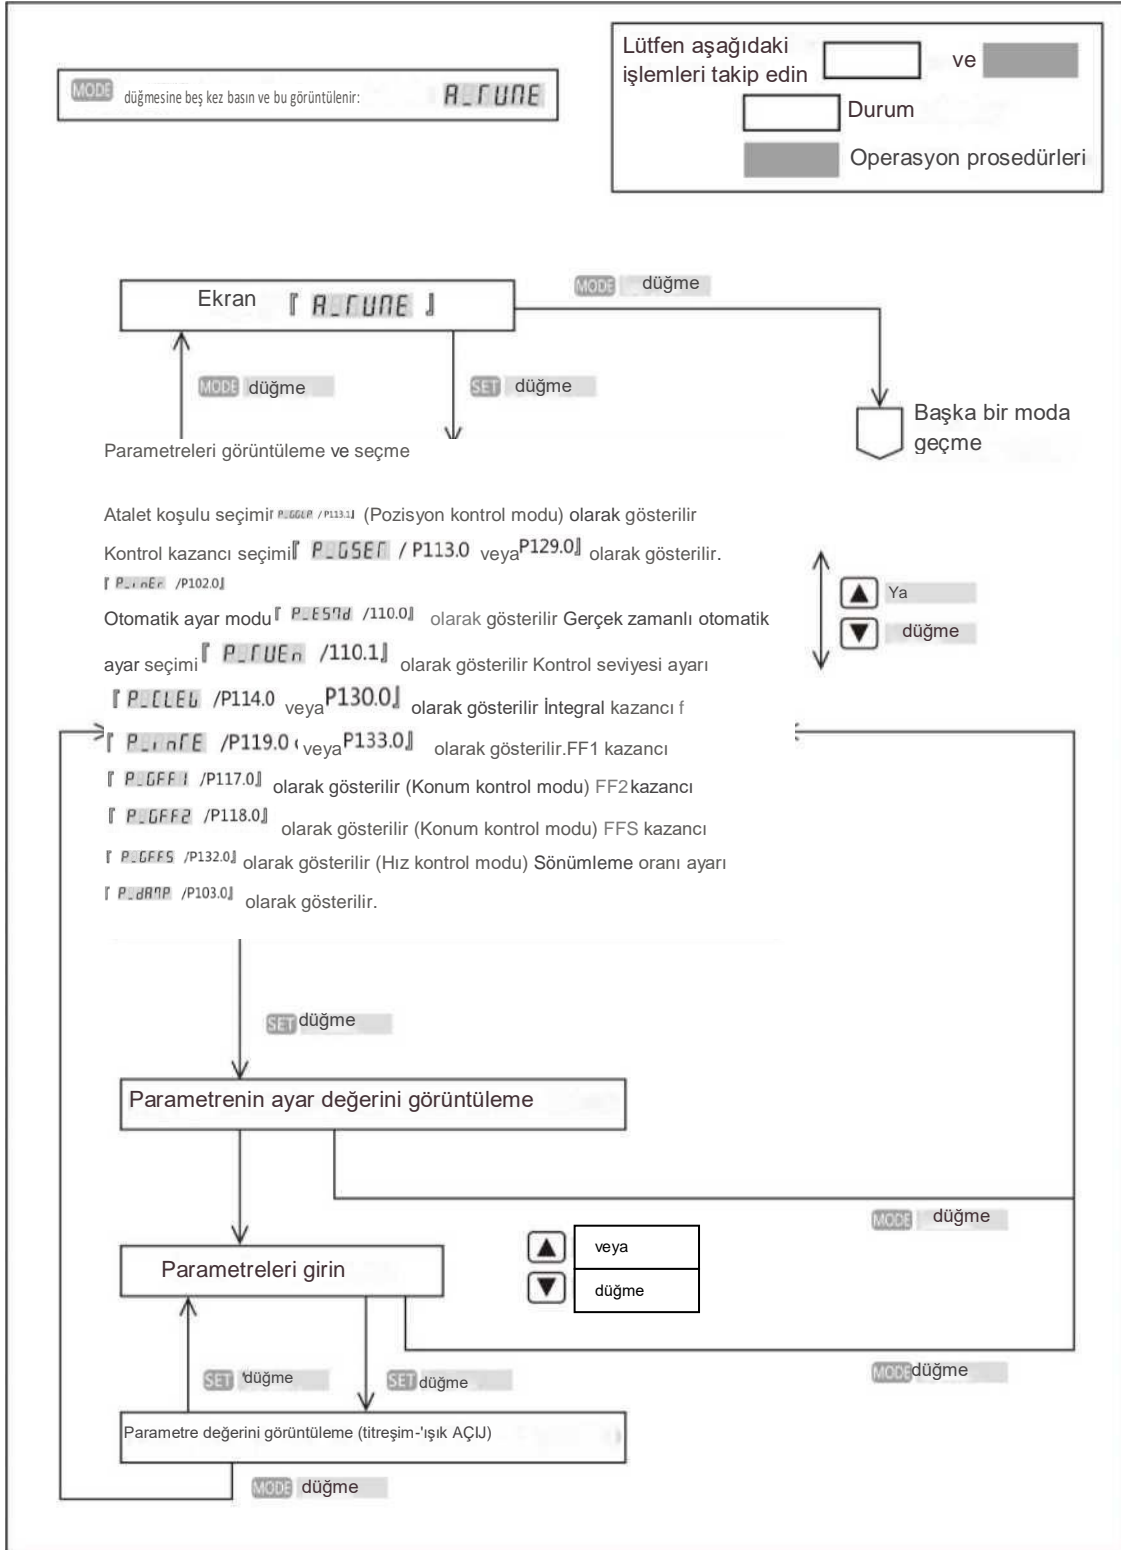 Lütfen aşağıdaki
işlemleri takip edin ve
Durum
Operasyon prosedürleri
MODE düğmesine beş kez basın ve bu görüntülenir: A_TUNE
Ekran 『 A_TUNE 』
MODE düğme
MODE düğme
SET düğme
Başka bir moda
geçme
Parametreleri görüntüleme ve seçme
Atalet koşulu seçimi『 /P113.1』 (Pozisyon kontrol modu) olarak gösterilir
Kontrol kazancı seçimi『 P_GSET / P113.0 veya P129.0』 olarak gösterilir.
『 P_inEr /P102.0』
Otomatik ayar modu『 P_ESMd /110.0』 olarak gösterilir Gerçek zamanlı otomatik
ayar seçimi『 P_TUEn /110.1』 olarak gösterilir Kontrol seviyesi ayarı
『 P_CLEL /P114.0 veya P130.0』 olarak gösterilir İntegral kazancı f
『 P_inTE /P119.0 veya P133.0』 olarak gösterilir.FF1 kazancı
『 P_GFF1 /P117.0』 olarak gösterilir (Konum kontrol modu) FF2 kazancı
『 P_GFF2 /P118.0』 olarak gösterilir (Konum kontrol modu) FFS kazancı
『 P_GFFS /P132.0』 olarak gösterilir (Hız kontrol modu) Sönümleme oranı ayarı
『 P_dAMP /P103.0』 olarak gösterilir.
▲ Ya
▼ düğme
SET düğme
Parametrenin ayar değerini görüntüleme
MODE düğme
Parametreleri girin
▲ veya
▼ düğme
SET 'düğme
SET düğme
MODE düğme
Parametre değerini görüntüleme (titreşim-'ışık AÇIJ)
MODE düğme